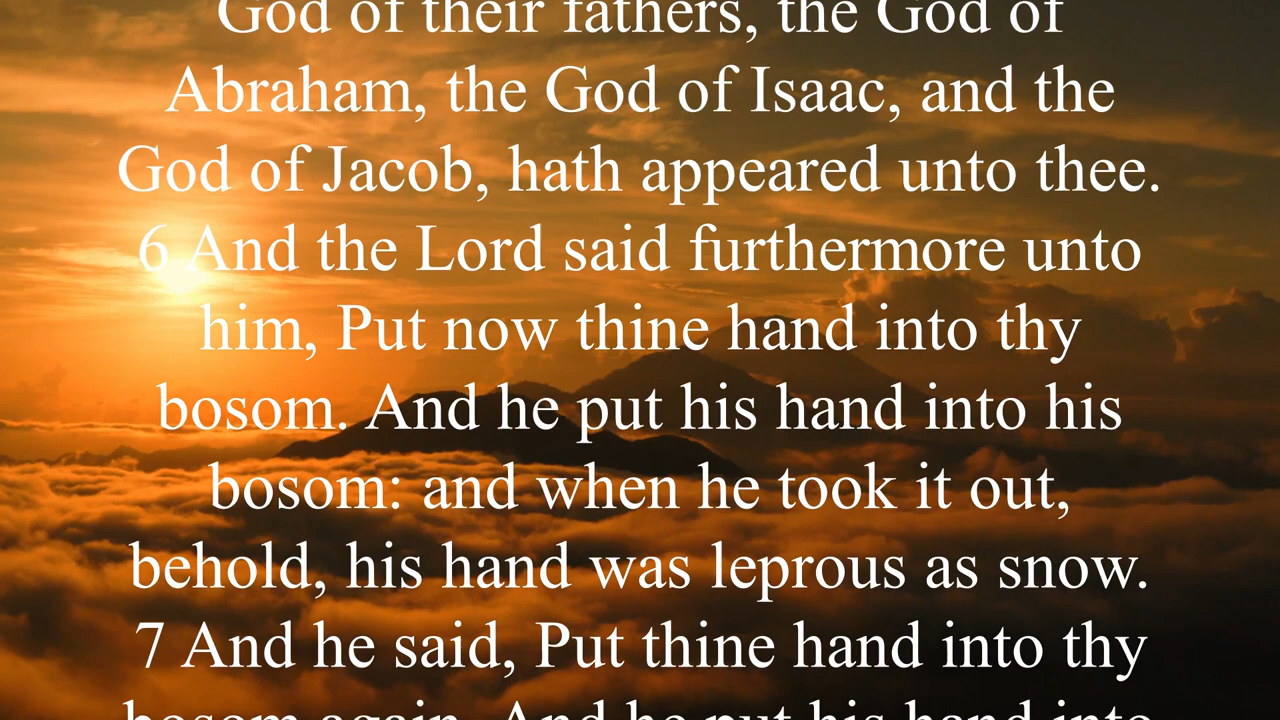 God of their fathers, the God of
Abraham, the God of Isaac, and the
God of Jacob, hath appeared unto thee.
6 And the Lord said furthermore unto
him, Put now thine hand into thy
bosom. And he put his hand into his
bosom: and when he took it out,
behold, his hand was leprous as snow.
7 And he said, Put thine hand into thy
bosom again. And he put his hand into